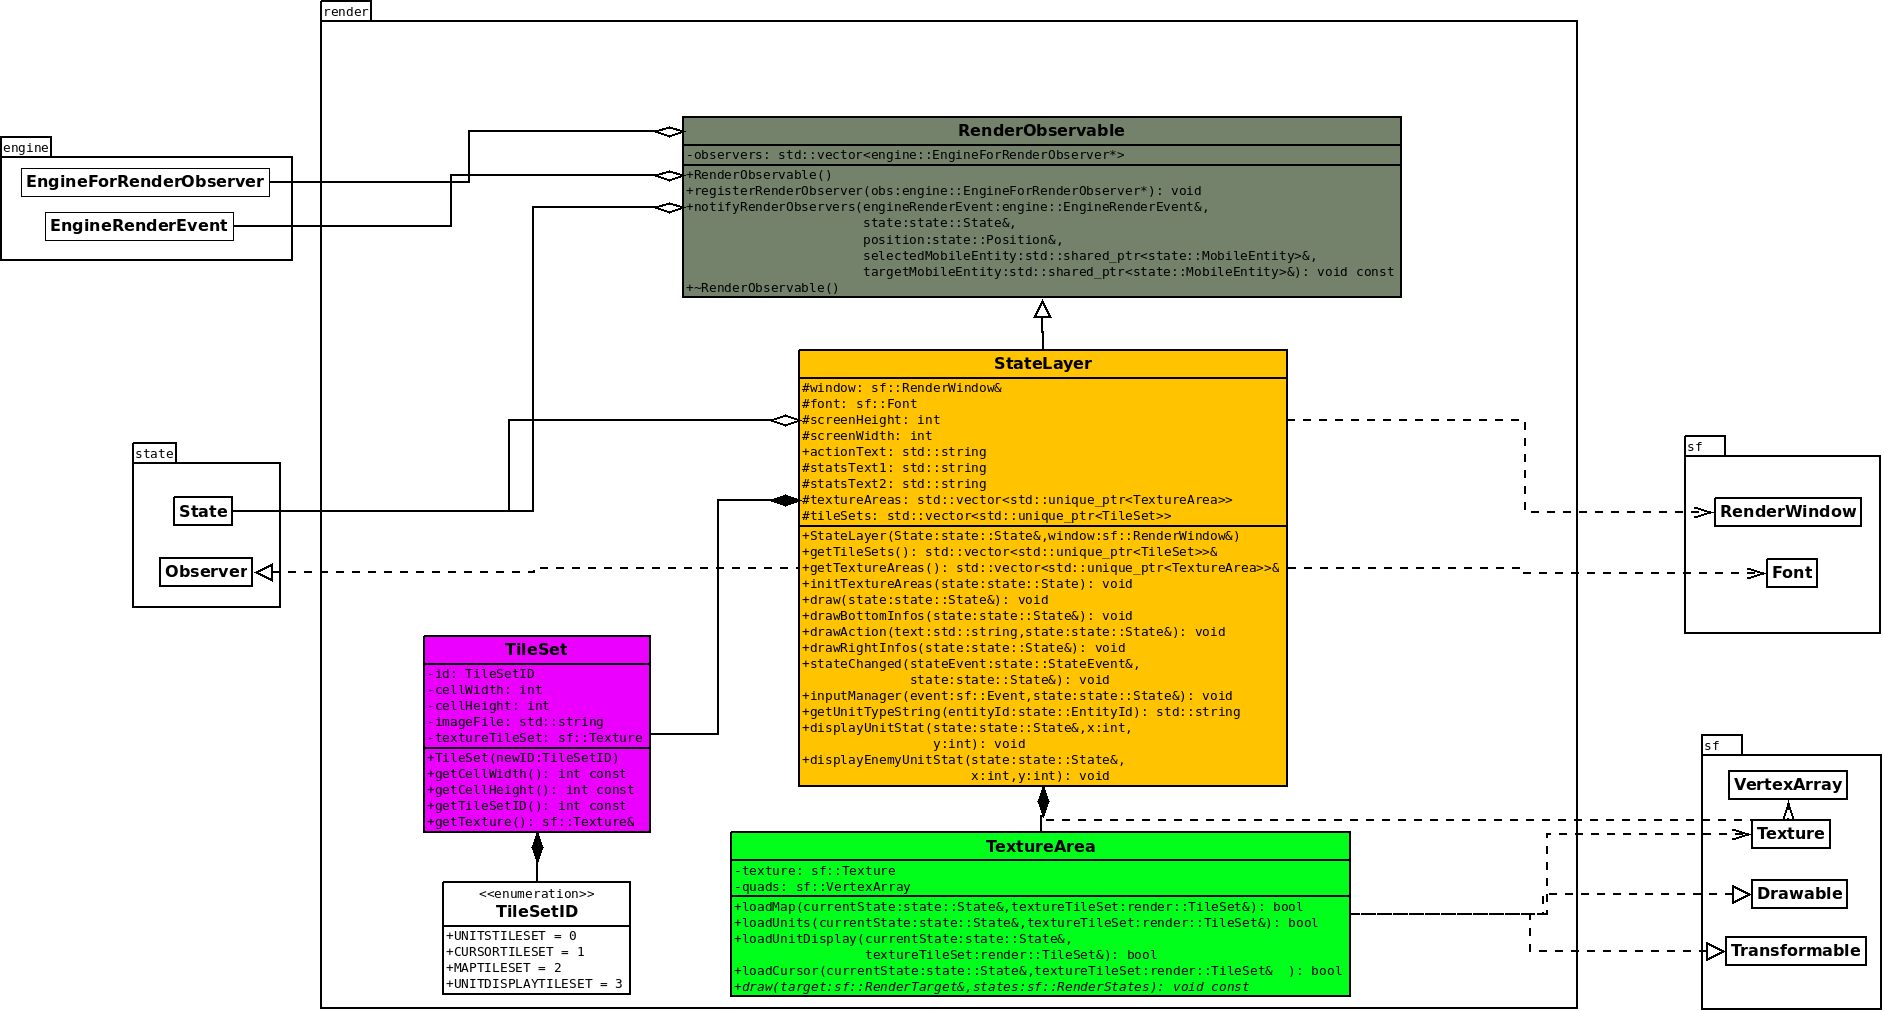 render
engine
EngineForRenderObserver
EngineRenderEvent
RenderObservable
-observers: std::vector<engine::EngineForRenderObserver*>
+RenderObservable()
+registerRenderObserver(obs:engine::EngineForRenderObserver*): void
+notifyRenderObservers(engineRenderEvent:engine::EngineRenderEvent&,
state:state::State&,
position:state::Position&,
selectedMobileEntity:std::shared_ptr<state::MobileEntity>&,
targetMobileEntity:std::shared_ptr<state::MobileEntity>&): void const
+~RenderObservable()
StateLayer
#window: sf::RenderWindow&
#font: sf::Font
#screenHeight: int
#screenWidth: int
+actionText: std::string
#statsText1: std::string
#statsText2: std::string
#textureAreas: std::vector<std::unique_ptr<TextureArea>>
#tileSets: std::vector<std::unique_ptr<TileSet>>
+StateLayer(State:state::State&,window:sf::RenderWindow&)
+getTileSets(): std::vector<std::unique_ptr<TileSet>>&
+getTextureAreas(): std::vector<std::unique_ptr<TextureArea>>&
+initTextureAreas(state:state::State): void
+draw(state:state::State&): void
+drawBottomInfos(state:state::State&): void
+drawAction(text:std::string,state:state::State&): void
+drawRightInfos(state:state::State&): void
+stateChanged(stateEvent:state::StateEvent&,
state:state::State&): void
+inputManager(event:sf::Event,state:state::State&): void
+getUnitTypeString(entityId:state::EntityId): std::string
+displayUnitStat(state:state::State&,x:int,
y:int): void
+displayEnemyUnitStat(state:state::State&,
x:int,y:int): void
state
State
Observer
sf
RenderWindow
Font
TileSet
-id: TileSetID
-cellWidth: int
-cellHeight: int
-imageFile: std::string
-textureTileSet: sf::Texture
+TileSet(newID:TileSetID)
+getCellWidth(): int const
+getCellHeight(): int const
+getTileSetID(): int const
+getTexture(): sf::Texture&
<<enumeration>>
TileSetID
+UNITSTILESET = 0
+CURSORTILESET = 1
+MAPTILESET = 2
+UNITDISPLAYTILESET = 3
TextureArea
-texture: sf::Texture
-quads: sf::VertexArray
+loadMap(currentState:state::State&,textureTileSet:render::TileSet&): bool
+loadUnits(currentState:state::State&,textureTileSet:render::TileSet&): bool
+loadUnitDisplay(currentState:state::State&,
textureTileSet:render::TileSet&): bool
+loadCursor(currentState:state::State&,textureTileSet:render::TileSet&  ): bool
+draw(target:sf::RenderTarget&,states:sf::RenderStates): void const
sf
VertexArray
Texture
Drawable
Transformable